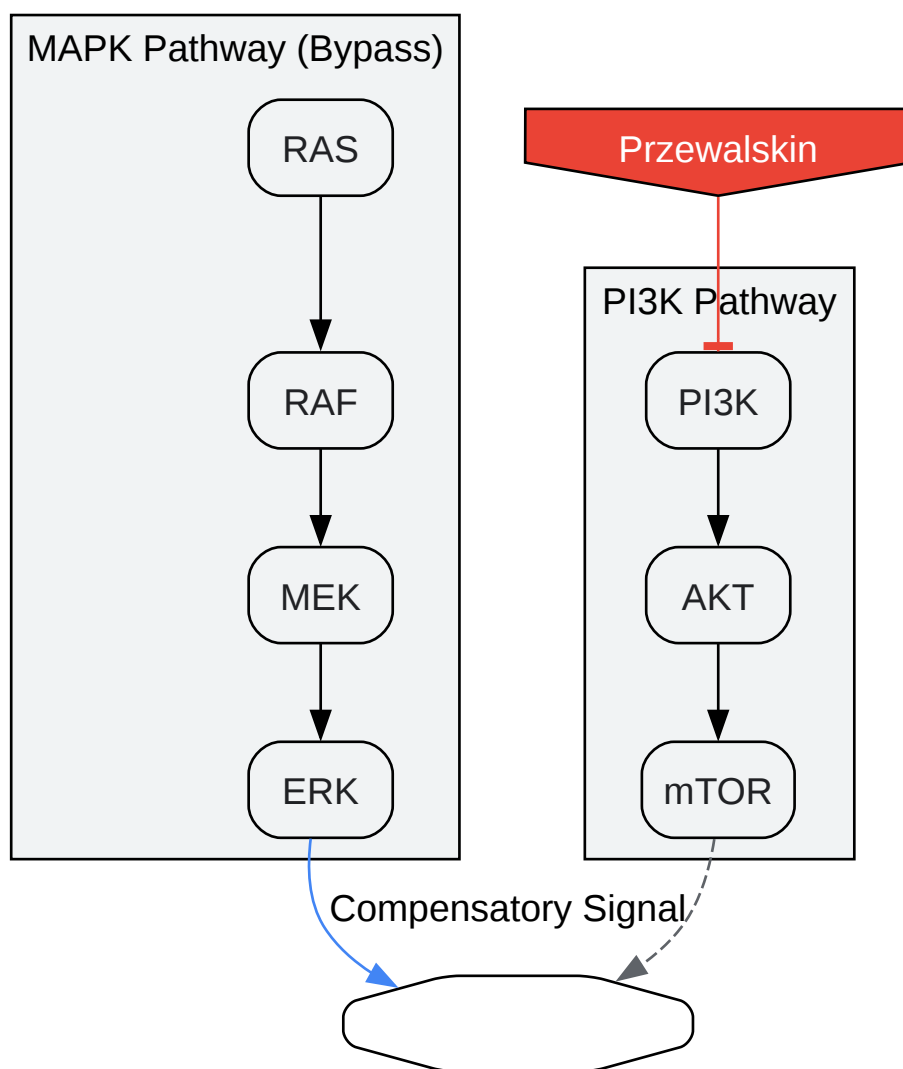 MAPK Pathway (Bypass)
RAS
RAF
MEK
ERK
Przewalskin
PI3K Pathway
PI3K
AKT
mTOR
Compensatory Signal